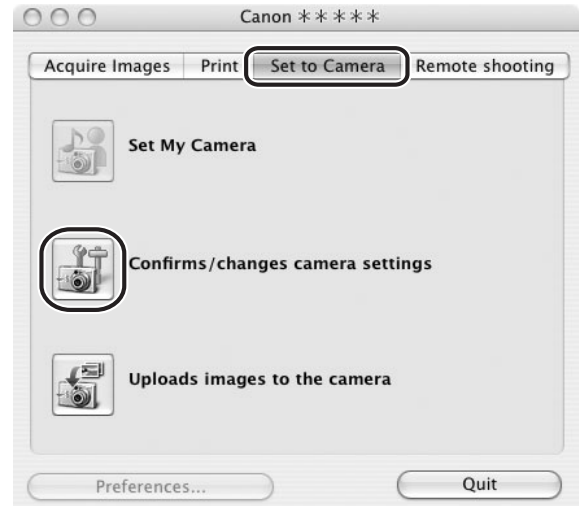 Canon *****
Acquire Images Print Set to Camera Remote shooting
Set My Camera
Confirms/changes camera settings
Uploads images to the camera
Preferences... Quit